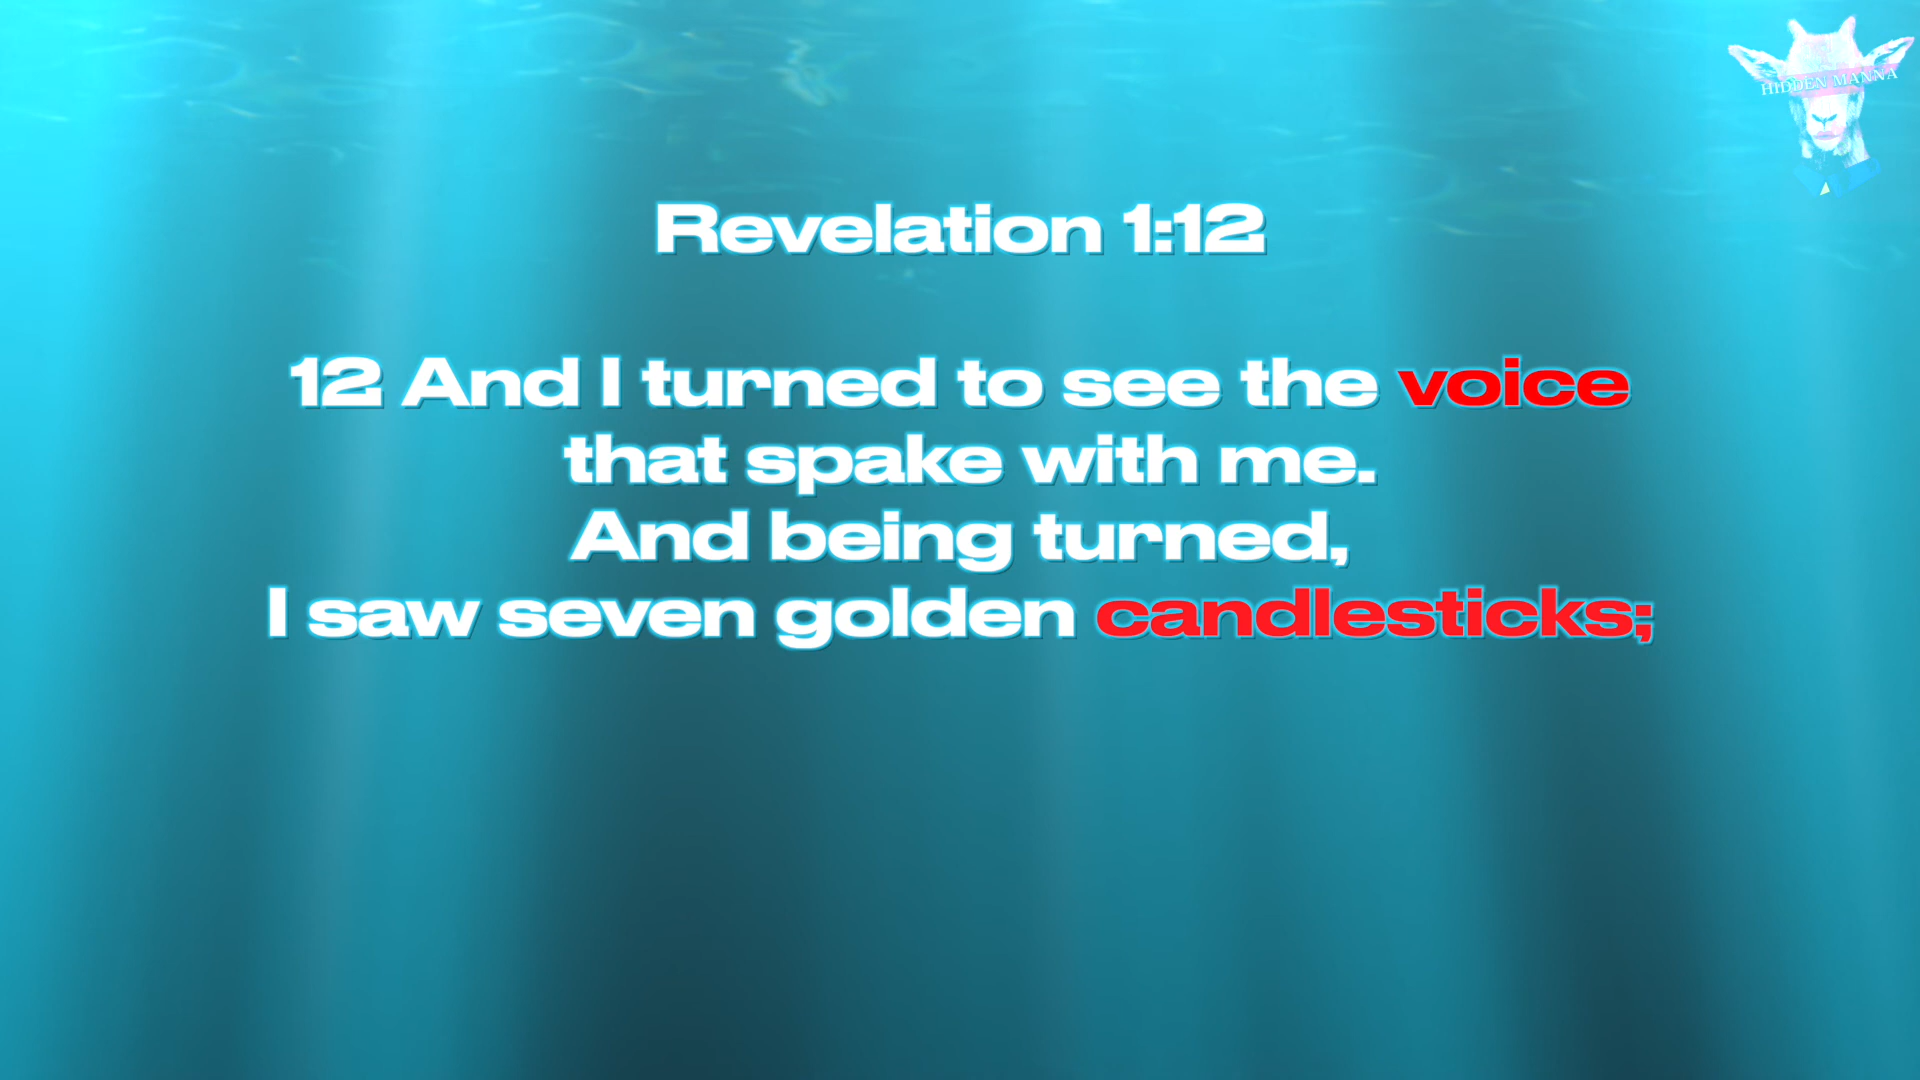 HIDDEN MANNA
Revelation 1:12
12 And I turned to see the voice
that spake with me.
And being turned,
I saw seven golden candlesticks;